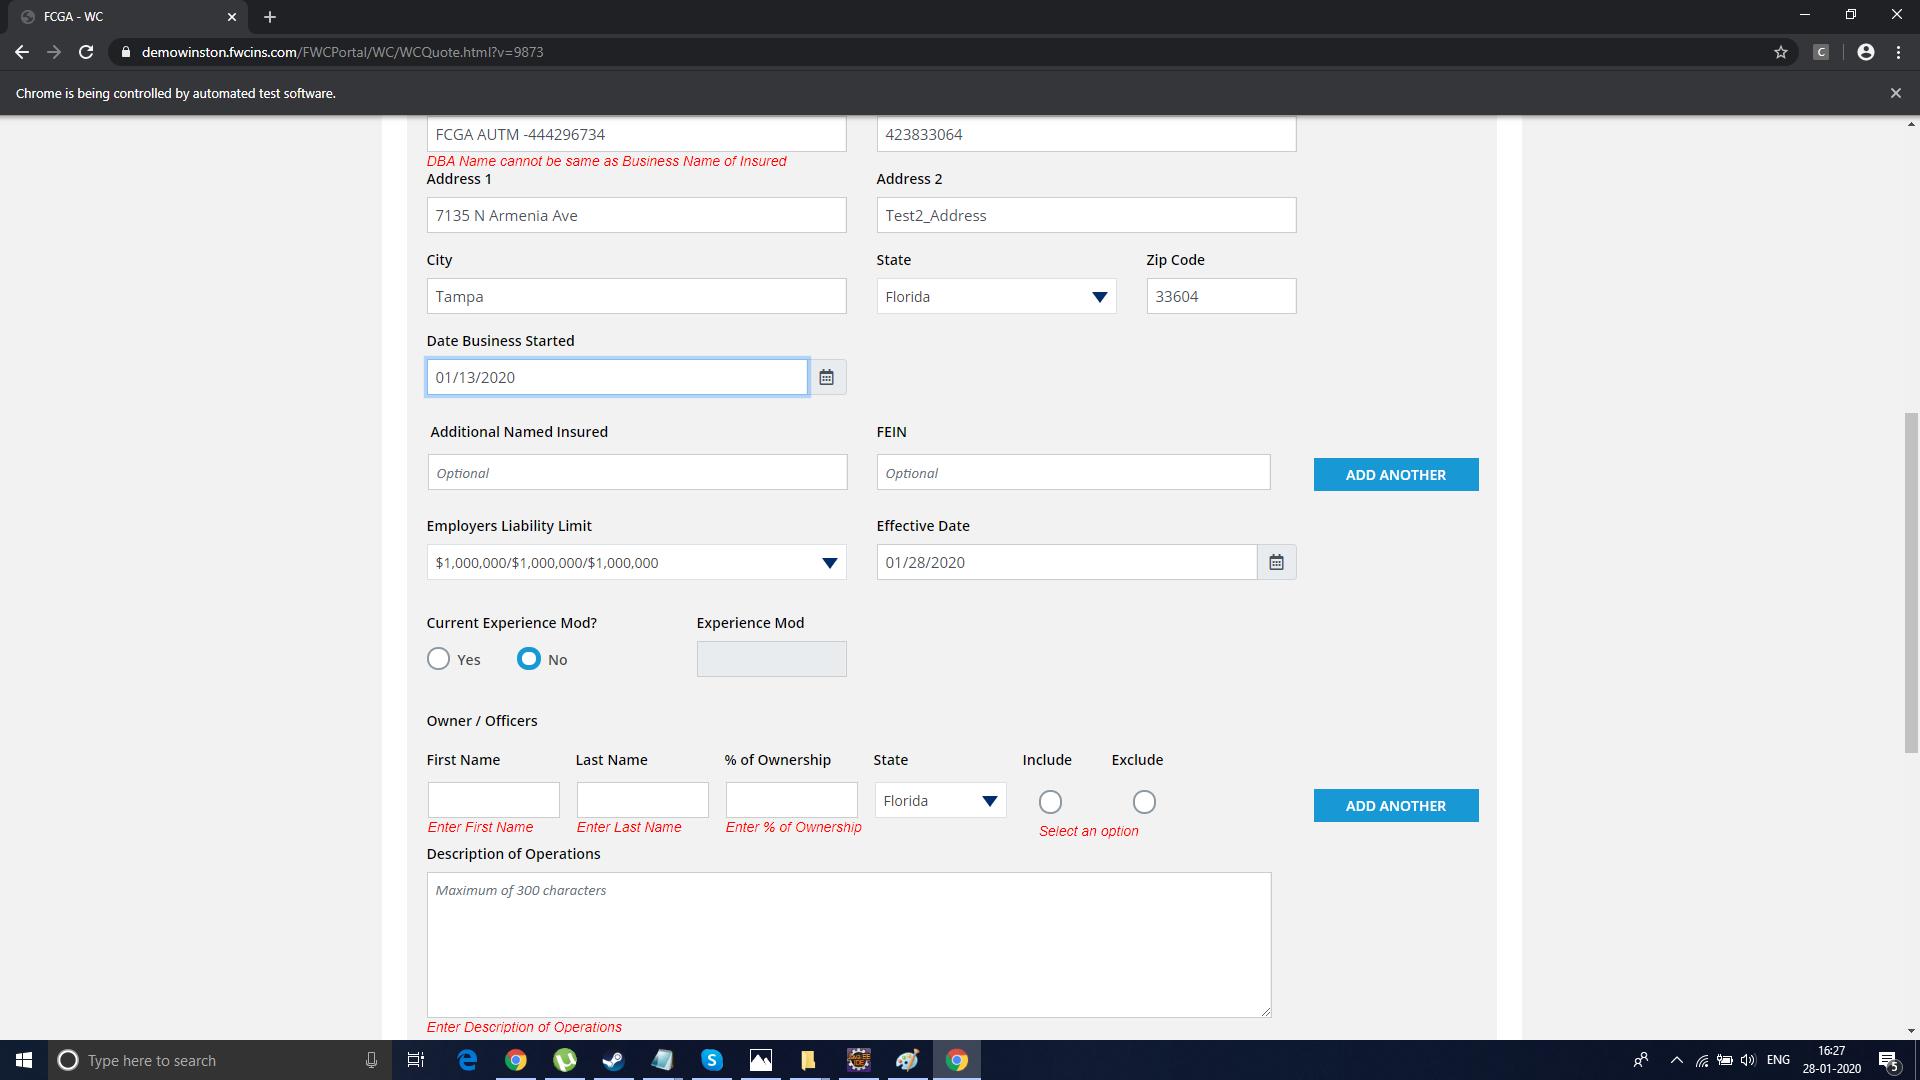 FCGA - WC
demowinston.fwcins.com/FWCPortal/WC/WCQuote.html?v=9873
C
Chrome is being controlled by automated test software.
FCGA AUTM -444296734 423833064
DBA Name cannot be same as Business Name of Insured
Address 1 Address 2
7135 N Armenia Ave Test2_Address
City State Zip Code
Tampa Florida 33604
Date Business Started
01/13/2020
Additional Named Insured FEIN
Optional Optional ADD ANOTHER
Employers Liability Limit Effective Date
$1,000,000/$1,000,000/$1,000,000 01/28/2020
Current Experience Mod? Experience Mod
Yes No
Owner / Officers
First Name Last Name % of Ownership State Include Exclude
Florida ADD ANOTHER
Enter First Name Enter Last Name Enter % of Ownership Select an option
Description of Operations
Maximum of 300 characters
Enter Description of Operations
Type here to search ENG 16:27
28-01-2020 5